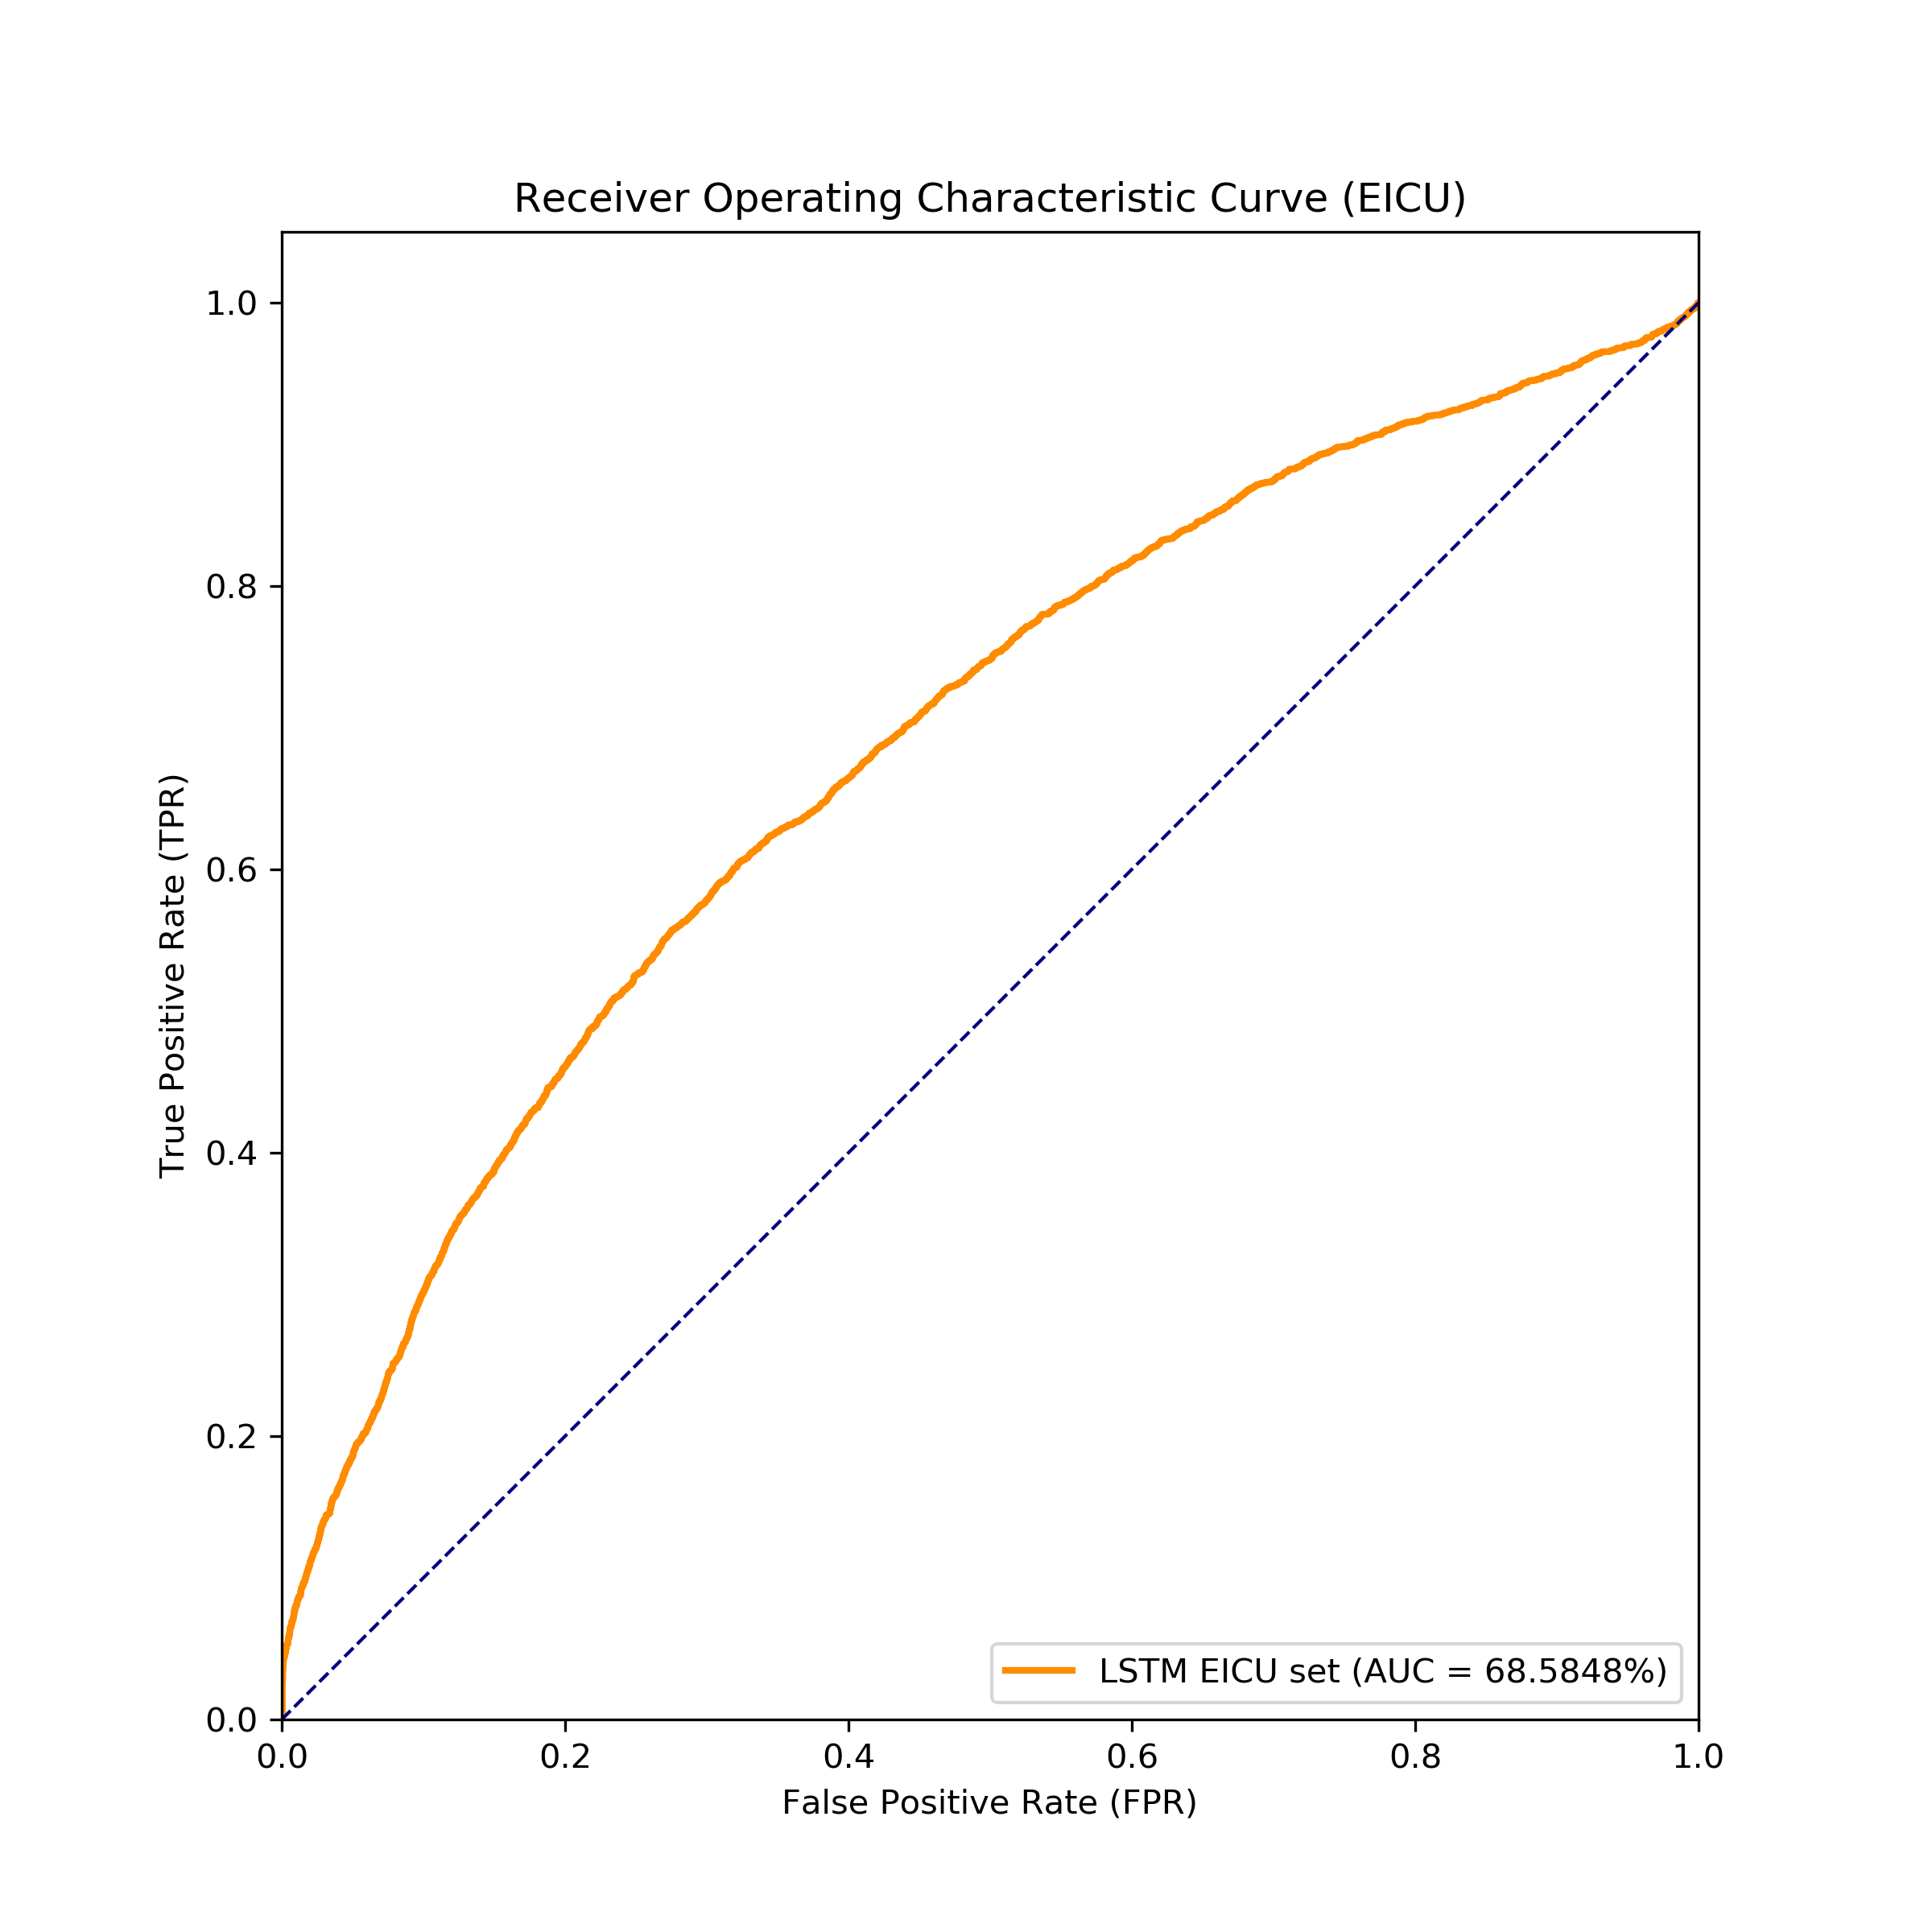 Receiver Operating Characteristic Curve (EICU)
1.0
0.8
0.6
0.4
0.2
0.0
True Positive Rate (TPR)
LSTM EICU set (AUC = 68.5848%)
0.0 0.2 0.4 0.6 0.8 1.0
False Positive Rate (FPR)